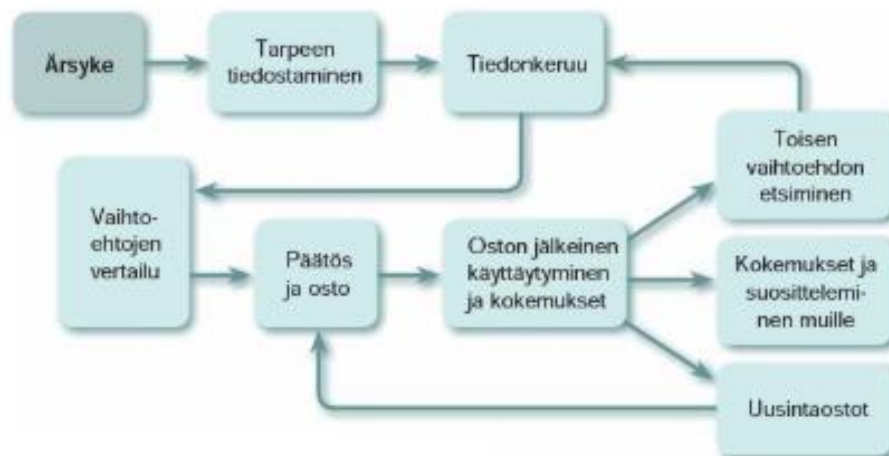 Ärsyke
Tarpeen
tiedostaminen
Tiedonkeruu
Toisen
vaihtoehdon
etsiminen
Vaihto-
ehtojen
vertailu
Päätös
ja osto
Oston jälkeinen
käyttäytyminen
ja kokemukset
Kokemukset ja
suosittelemi-
nen muille
Uusintaostot